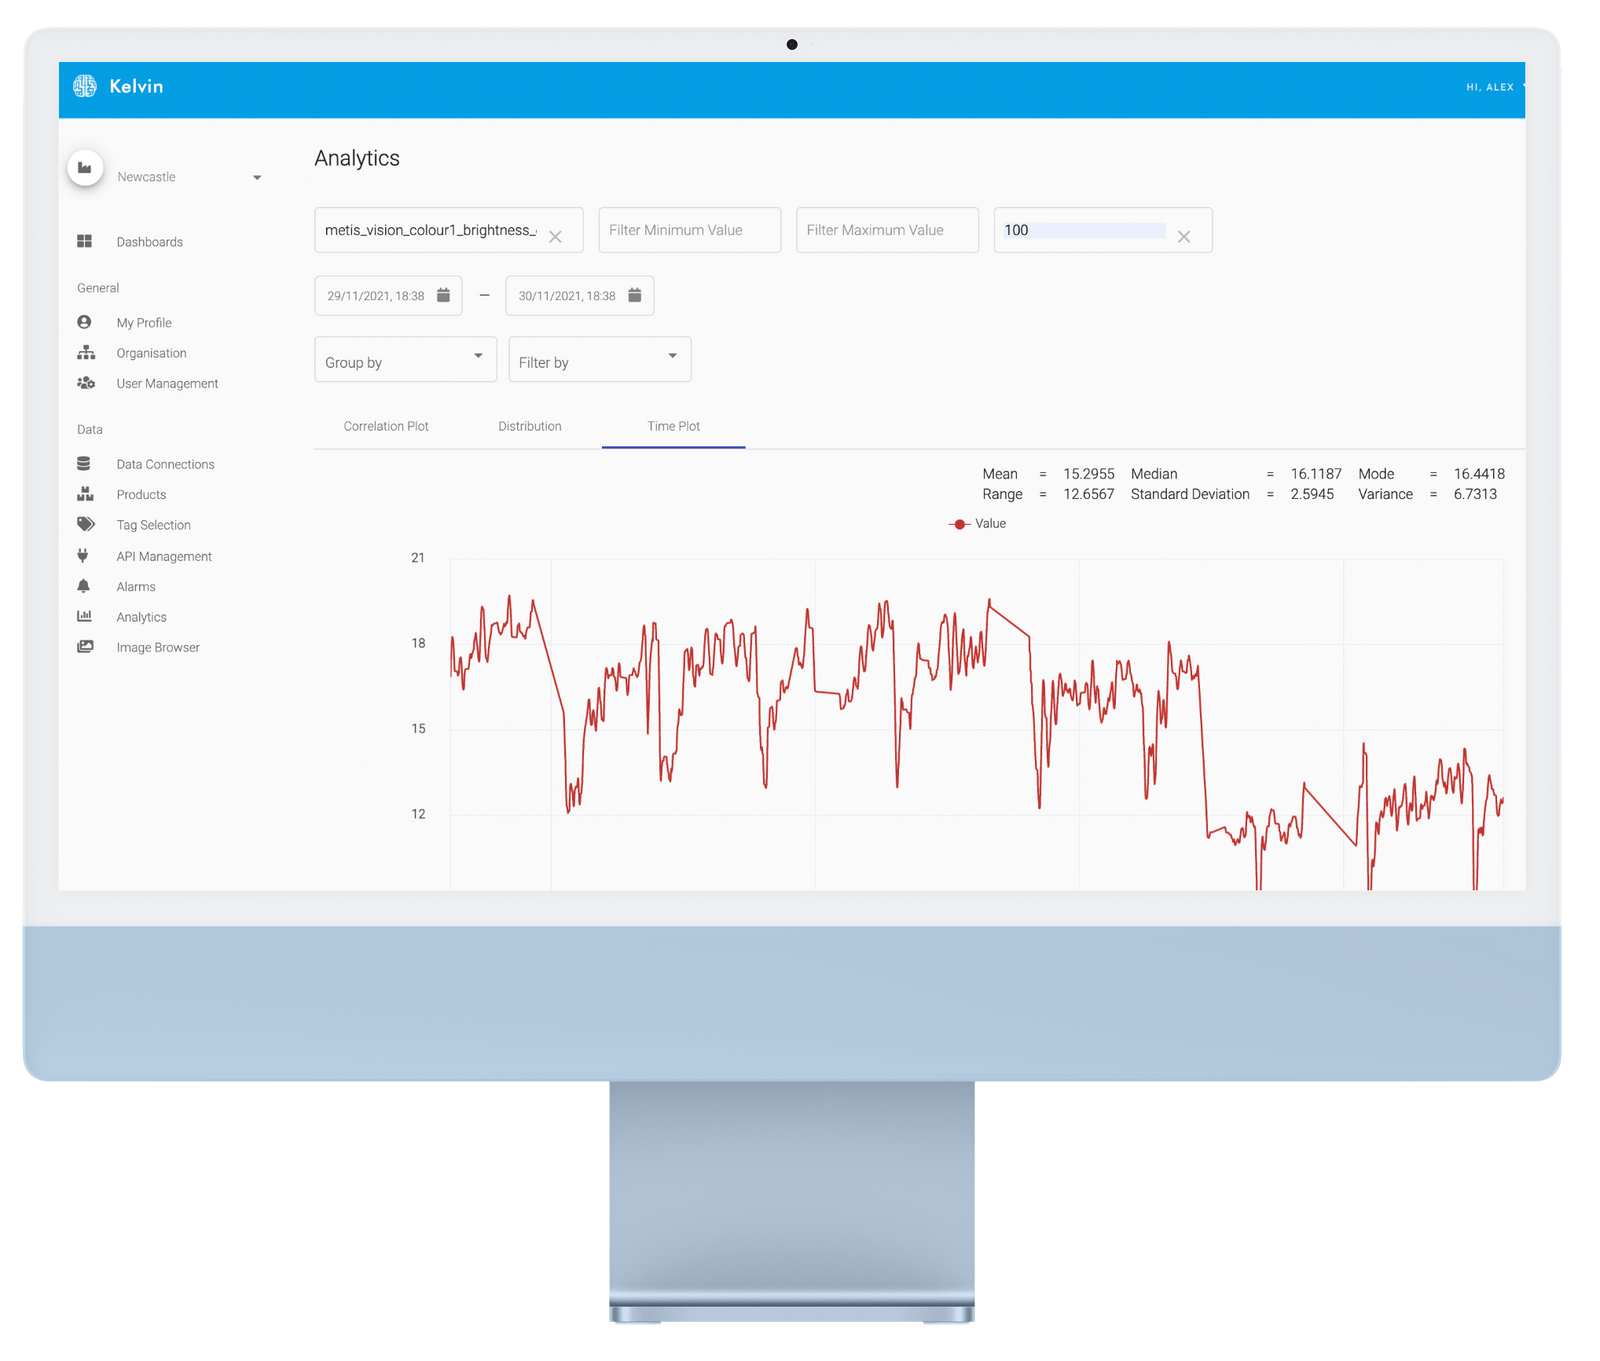 Kelvin
HI, ALEX
Newcastle
Dashboards
General
My Profile
Organisation
User Management
Data
Data Connections
Products
Tag Selection
API Management
Alarms
Analytics
Image Browser
Analytics
metis_vision_colour1_brightness_
Filter Minimum Value
Filter Maximum Value
100
29/11/2021, 18:38 – 30/11/2021, 18:38
Group by
Filter by
Correlation Plot Distribution Time Plot
Mean = 15.2955 Median = 16.1187 Mode = 16.4418
Range = 12.6567 Standard Deviation = 2.5945 Variance = 6.7313
Value
21
18
15
12